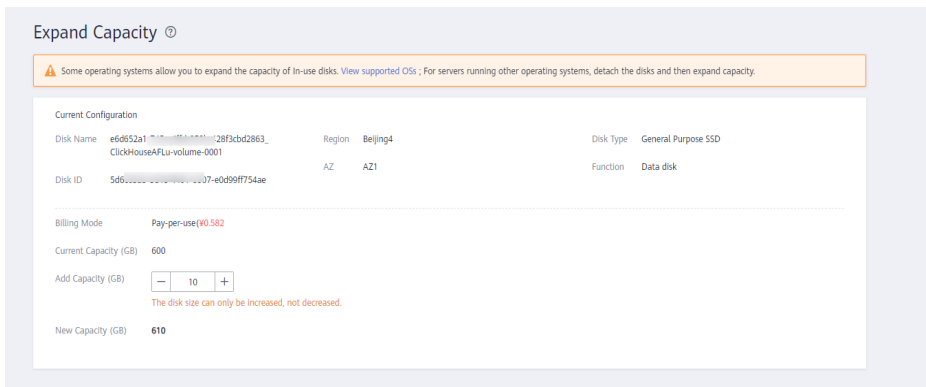 Expand Capacity
Some operating systems allow you to expand the capacity of In-use disks. View supported OSs ; For servers running other operating systems, detach the disks and then expand capacity.
Current Configuration
Disk Name e6d652a1 28f3cbd2863_ Region Beijing4 Disk Type General Purpose SSD
ClickHouseAFLu-volume-0001
AZ AZ1 Function Data disk
Disk ID 07-e0d99ff754ae
Billing Mode Pay-per-use(¥0.582
Current Capacity (GB) 600
Add Capacity (GB) — 10 +
The disk size can only be increased, not decreased.
New Capacity (GB) 610